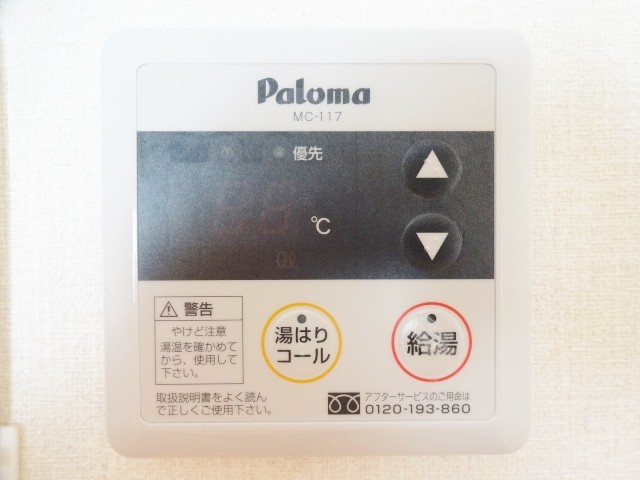 Paloma
MC-117
優先
℃
警告
やけど注意
湯温を確かめて
から、使用して
下さい。
湯はり
コール
給湯
取扱説明書をよく読ん
で正しくご使用下さい。
アフターサービスのご用命は
0120-193-860